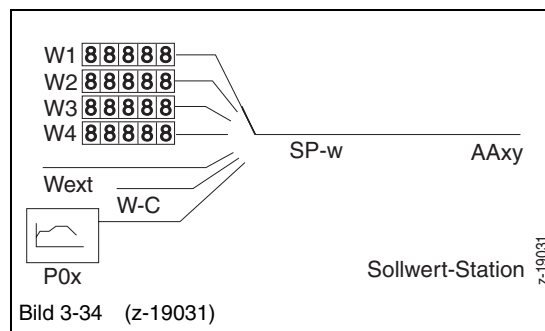 W1 88888
W2 88888
W3 88888
W4 88888
SP-w AAxy
Wext
W-C
P0x
Sollwert-Station
z-19031
Bild 3-34 (z-19031)